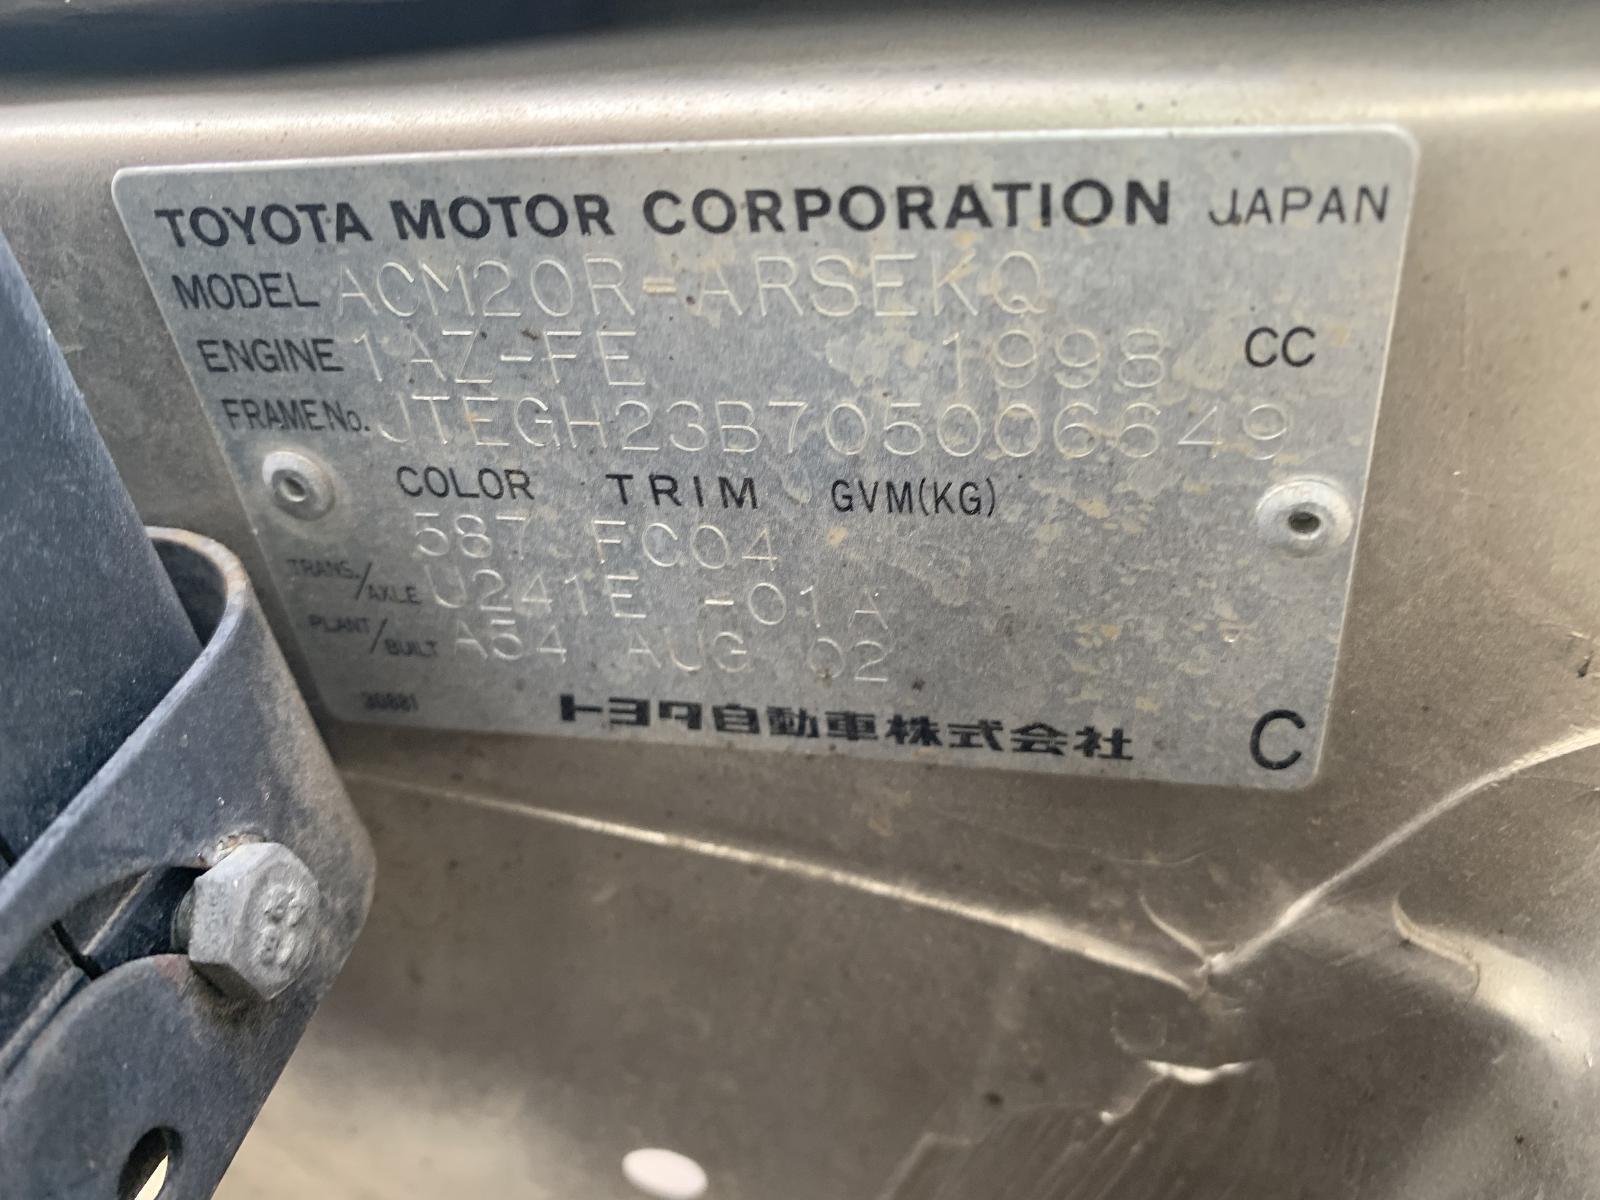 TOYOTA MOTOR CORPORATION JAPAN
MODEL ACM20R-ARSEKQ
ENGINE 1AZ-FE 1998 CC
FRAME No. JTEGH23B705006649
COLOR TRIM GVM(KG)
587 FC04
TRANS./AXLE U241E -01A
PLANT/BUILT A54 AUG 02
30881
トヨタ自動車株式会社 C